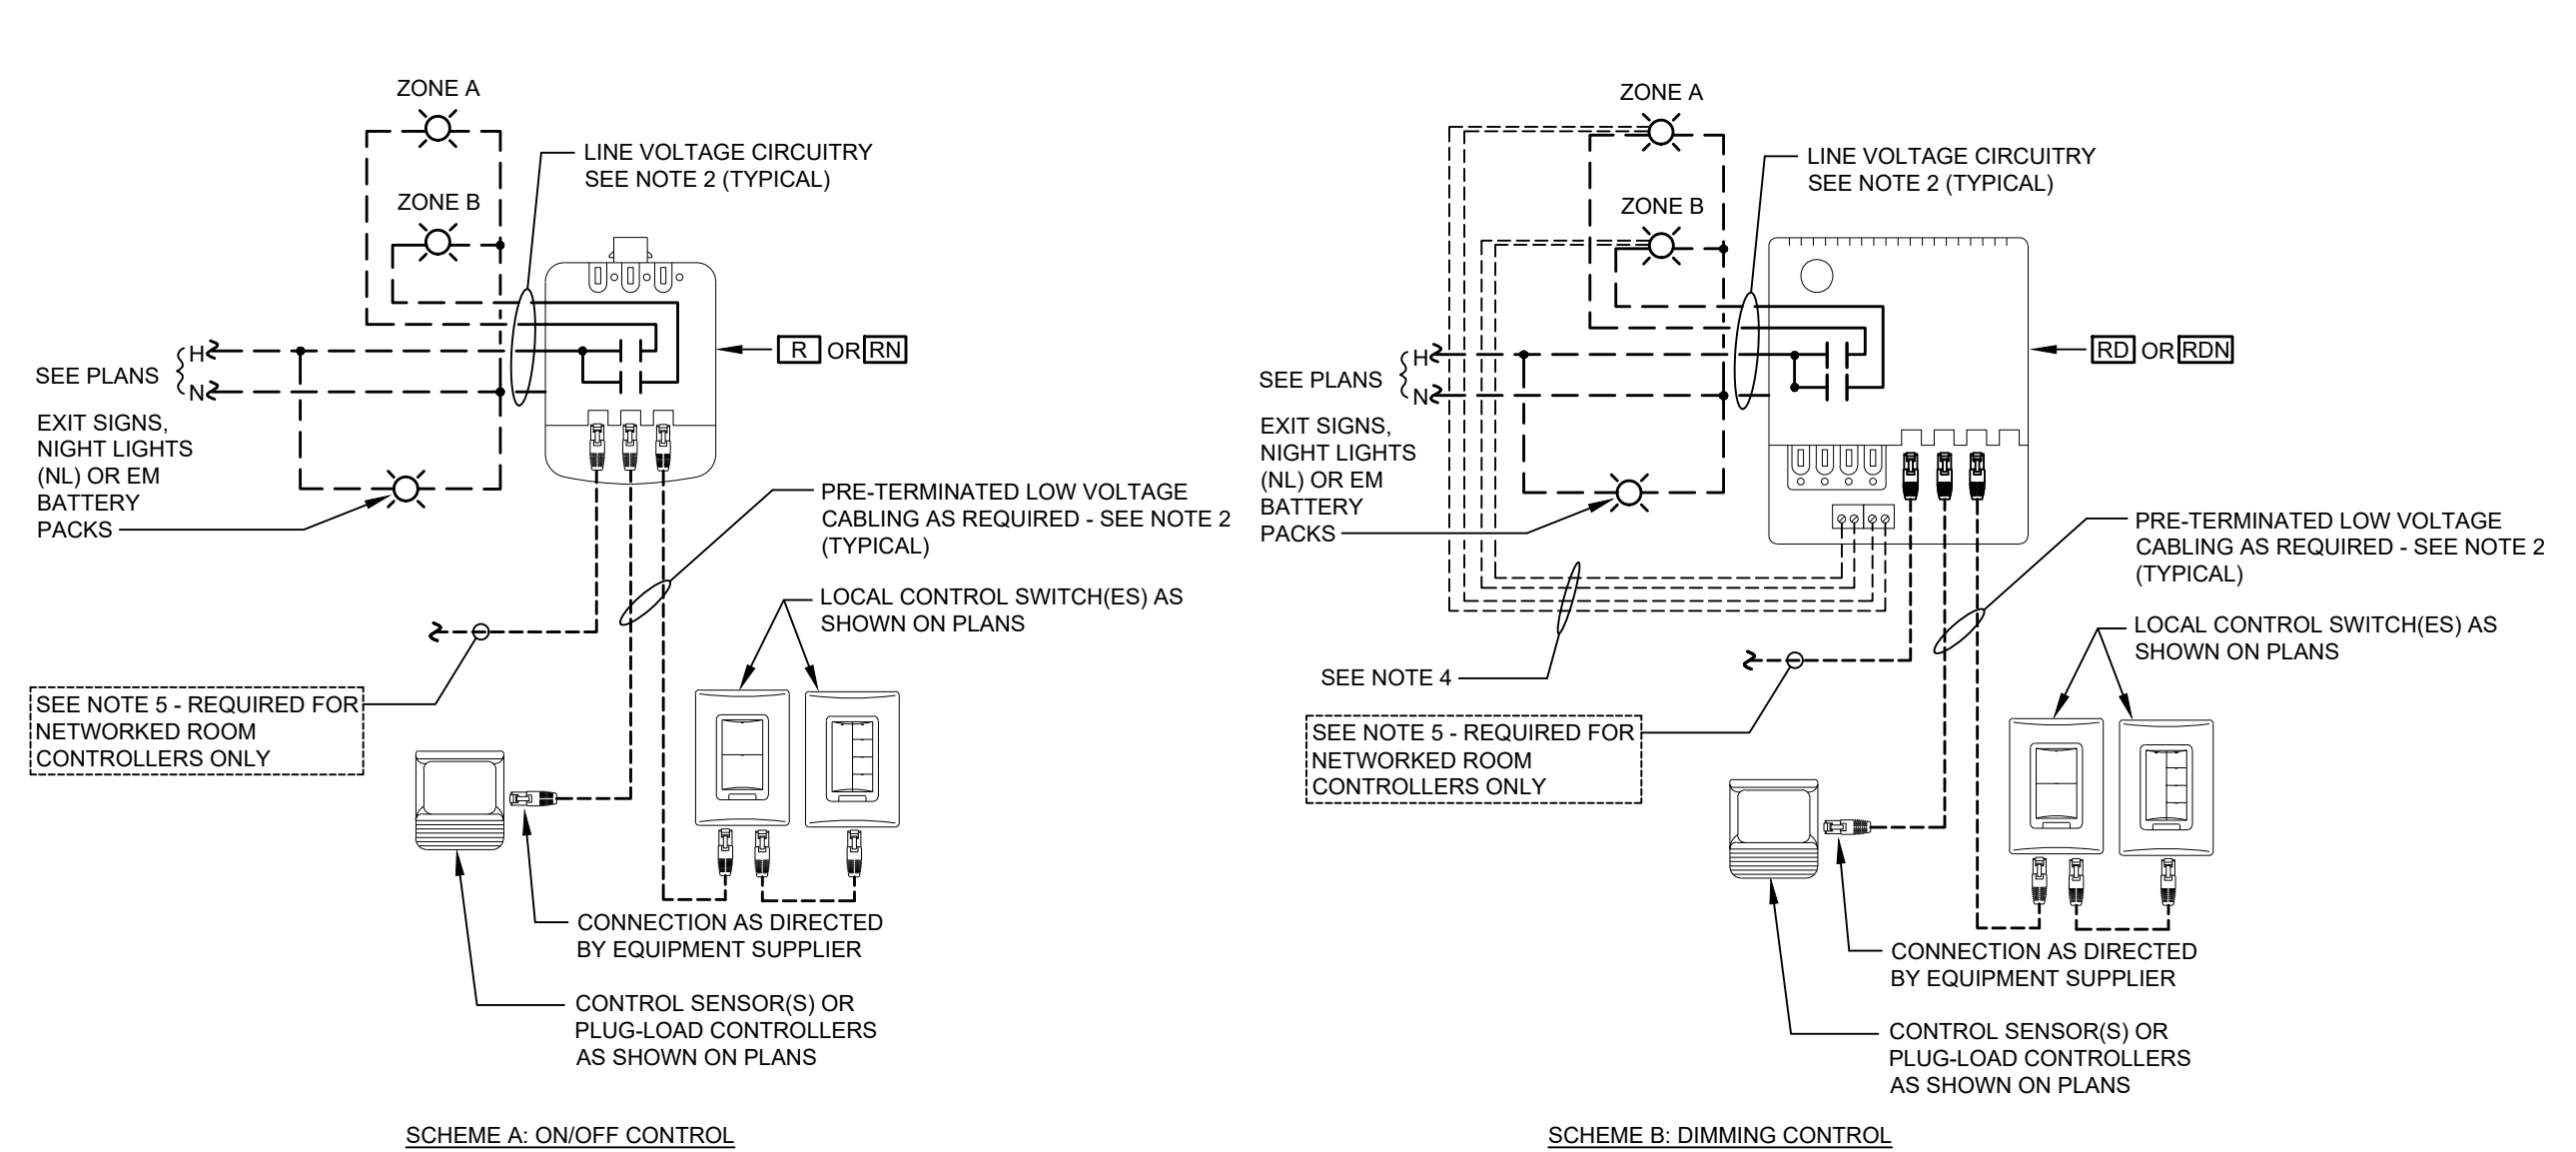 ZONE A
LINE VOLTAGE CIRCUITRY
SEE NOTE 2 (TYPICAL)
ZONE B
H
SEE PLANS
N
R OR RN
EXIT SIGNS,
NIGHT LIGHTS
(NL) OR EM
BATTERY
PACKS
PRE-TERMINATED LOW VOLTAGE
CABLING AS REQUIRED - SEE NOTE 2
(TYPICAL)
LOCAL CONTROL SWITCH(ES) AS
SHOWN ON PLANS
SEE NOTE 5 - REQUIRED FOR
NETWORKED ROOM
CONTROLLERS ONLY
CONNECTION AS DIRECTED
BY EQUIPMENT SUPPLIER
CONTROL SENSOR(S) OR
PLUG-LOAD CONTROLLERS
AS SHOWN ON PLANS
SCHEME A: ON/OFF CONTROL
ZONE A
LINE VOLTAGE CIRCUITRY
SEE NOTE 2 (TYPICAL)
ZONE B
H
SEE PLANS
N
RD OR RDN
EXIT SIGNS,
NIGHT LIGHTS
(NL) OR EM
BATTERY
PACKS
PRE-TERMINATED LOW VOLTAGE
CABLING AS REQUIRED - SEE NOTE 2
(TYPICAL)
LOCAL CONTROL SWITCH(ES) AS
SHOWN ON PLANS
SEE NOTE 4
SEE NOTE 5 - REQUIRED FOR
NETWORKED ROOM
CONTROLLERS ONLY
CONNECTION AS DIRECTED
BY EQUIPMENT SUPPLIER
CONTROL SENSOR(S) OR
PLUG-LOAD CONTROLLERS
AS SHOWN ON PLANS
SCHEME B: DIMMING CONTROL